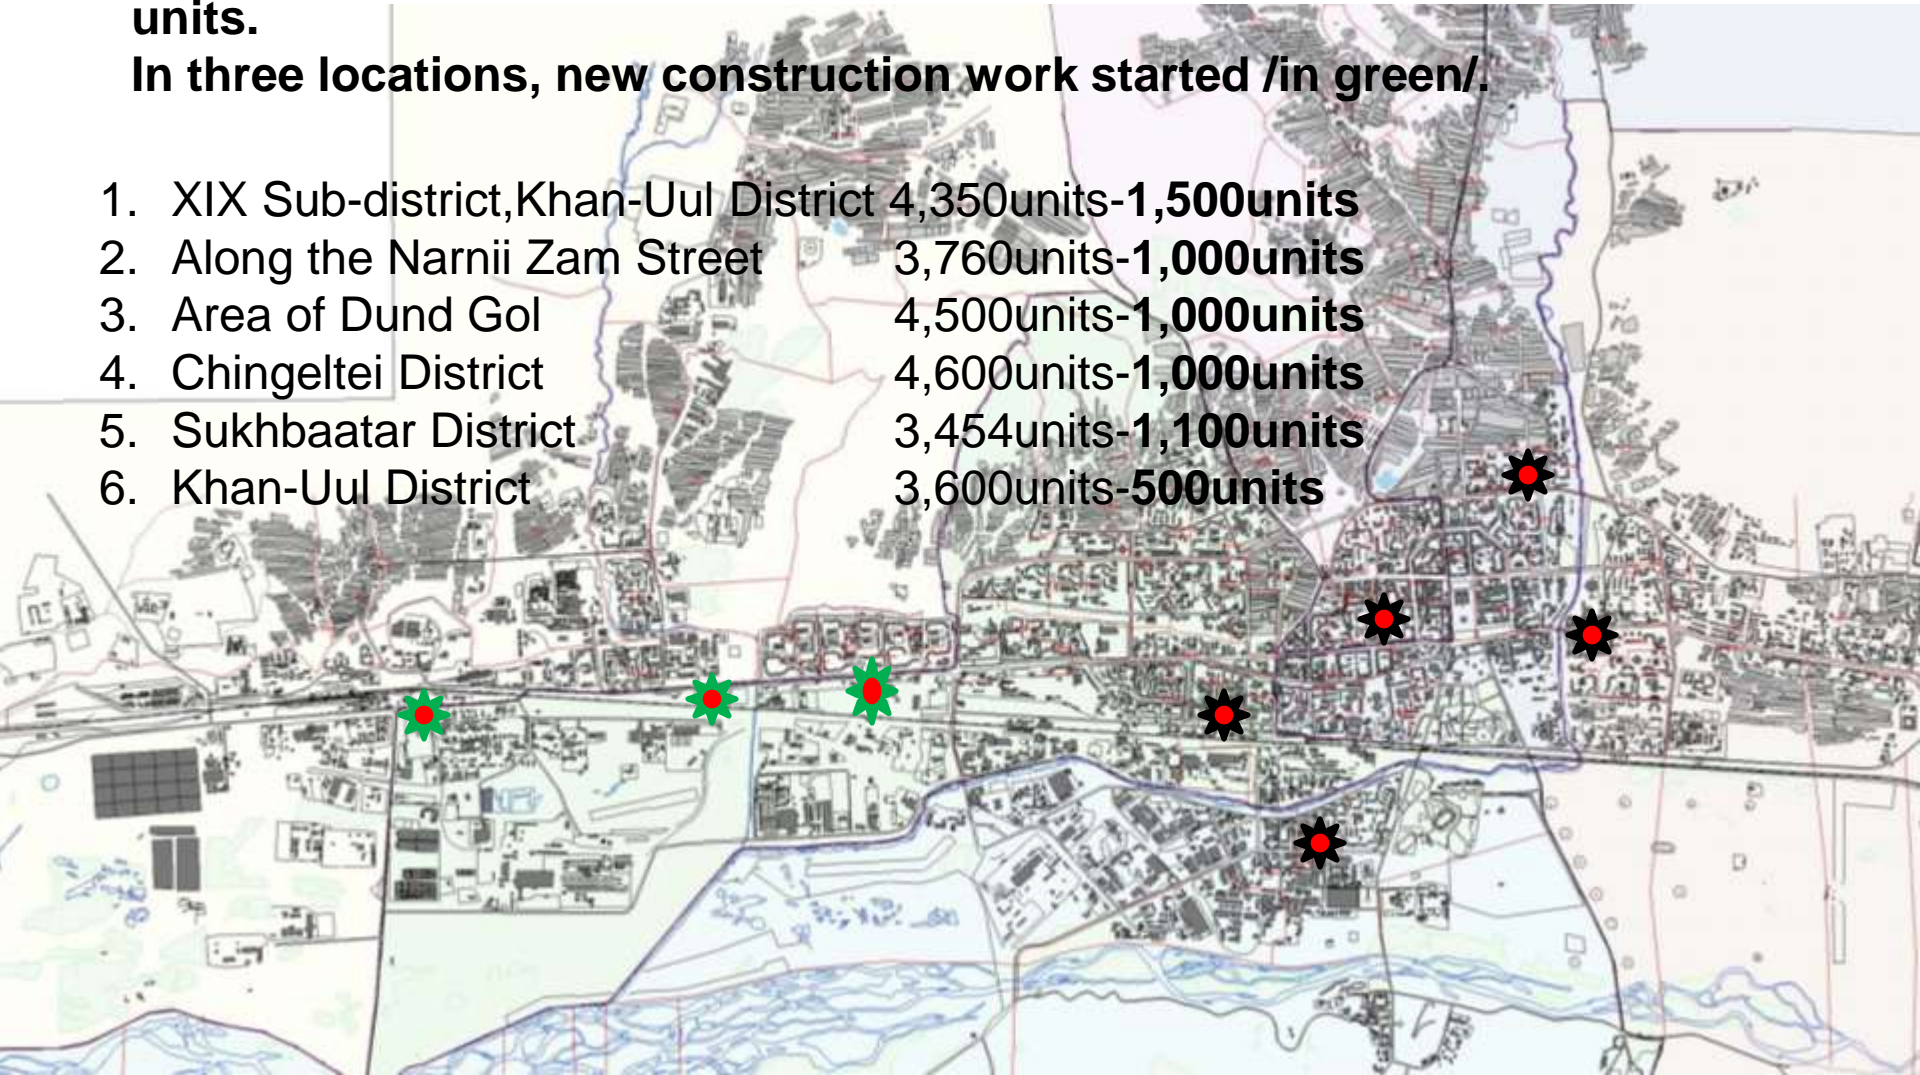 units.
In three locations, new construction work started /in green/.
1. XIX Sub-district,Khan-Uul District 4,350units-1,500units
2. Along the Narnii Zam Street 3,760units-1,000units
3. Area of Dund Gol 4,500units-1,000units
4. Chingeltei District 4,600units-1,000units
5. Sukhbaatar District 3,454units-1,100units
6. Khan-Uul District 3,600units-500units